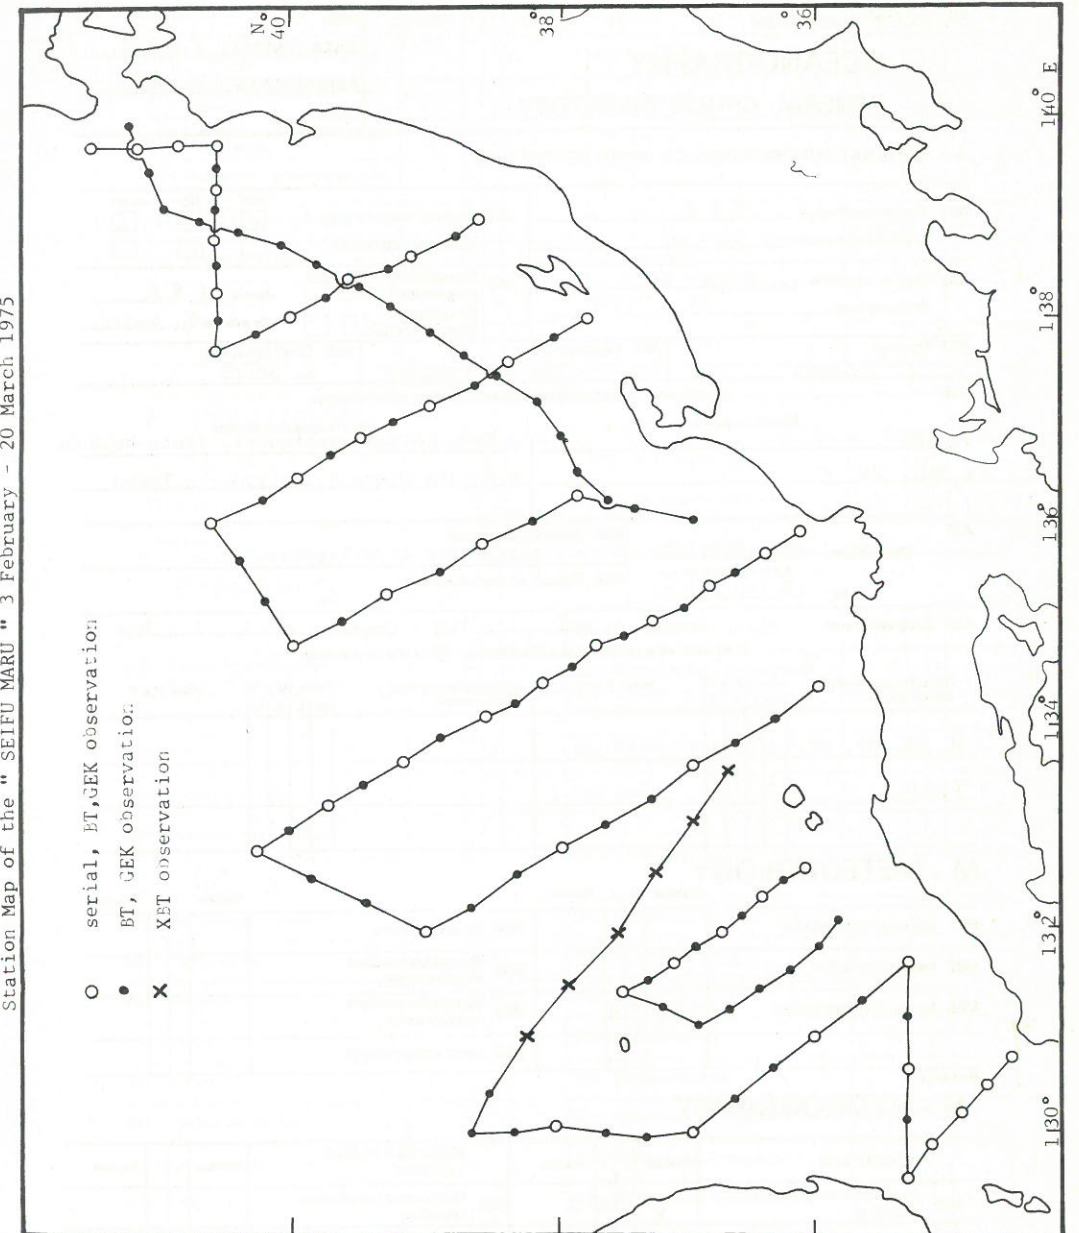 Station Map of the " SEIFU MARU " 3 February - 20 March 1975
serial, BT,GEK observation
BT, GEK observation
XBT observation
N
40°
38°
36°
130°
132°
134°
136°
138°
140° E